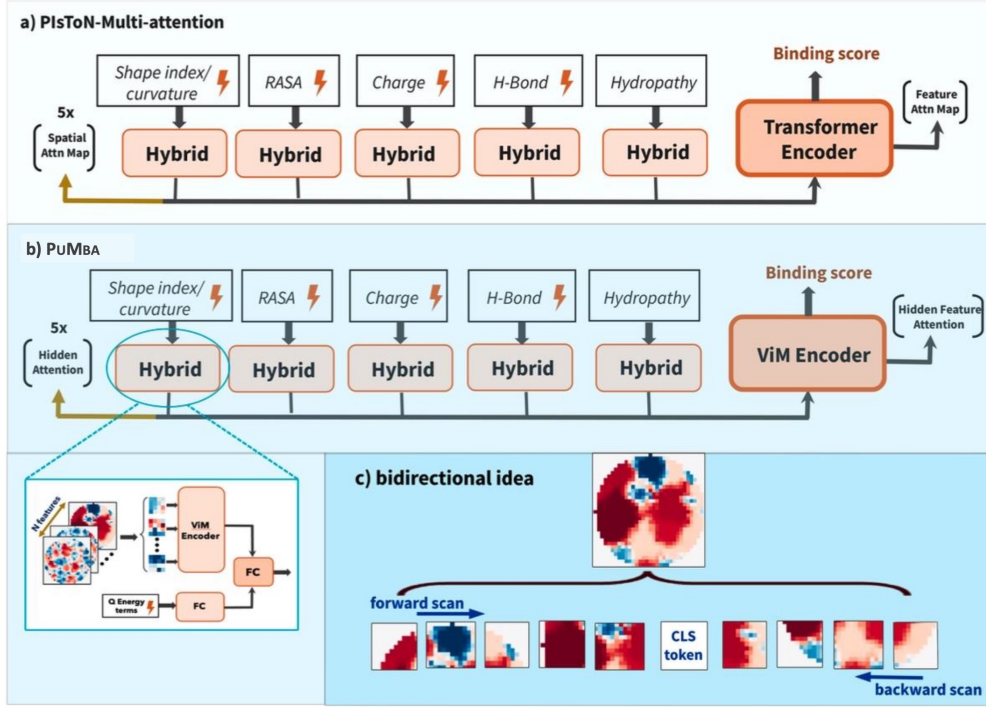 a) PIsToN-Multi-attention
Binding score
Shape index/
curvature
RASA
Charge
H-Bond
Hydropathy
5x
Spatial
Attn Map
Hybrid
Hybrid
Hybrid
Hybrid
Hybrid
Transformer
Encoder
Feature
Attn Map
b) PUMBA
Binding score
Shape index/
curvature
RASA
Charge
H-Bond
Hydropathy
5x
Hidden
Attention
Hybrid
Hybrid
Hybrid
Hybrid
Hybrid
ViM Encoder
Hidden Feature
Attention
N features
ViM
Encoder
FC
Q Energy
terms
FC
c) bidirectional idea
forward scan
CLS
token
backward scan